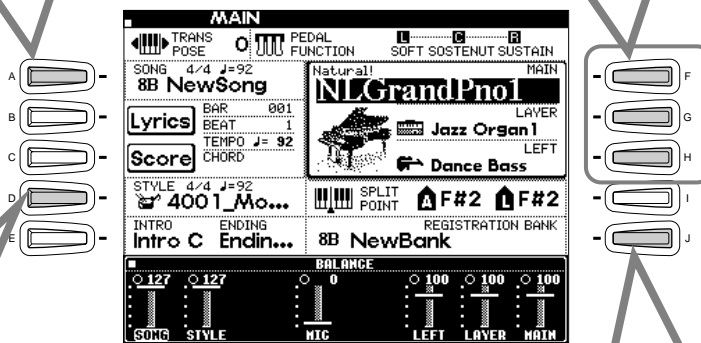 MAIN
TRANS POSE 0 PEDAL FUNCTION L C R SOFT SOSTENUT SUSTAIN
SONG 4/4 ♩=92
8B NewSong
Lyrics BAR 001
BEAT 1
TEMPO ♩= 92
Score CHORD
Natural! MAIN
NLGrandPno1
LAYER
Jazz Organ1
LEFT
Dance Bass
STYLE 4/4 ♩=92
4001_Mo...
SPLIT POINT A F#2 L F#2
INTRO ENDING
Intro C Endin...
REGISTRATION BANK
8B NewBank
BALANCE
127 127 0 100 100 100
SONG STYLE MIC LEFT LAYER MAIN
A
B
C
D
E
F
G
H
I
J